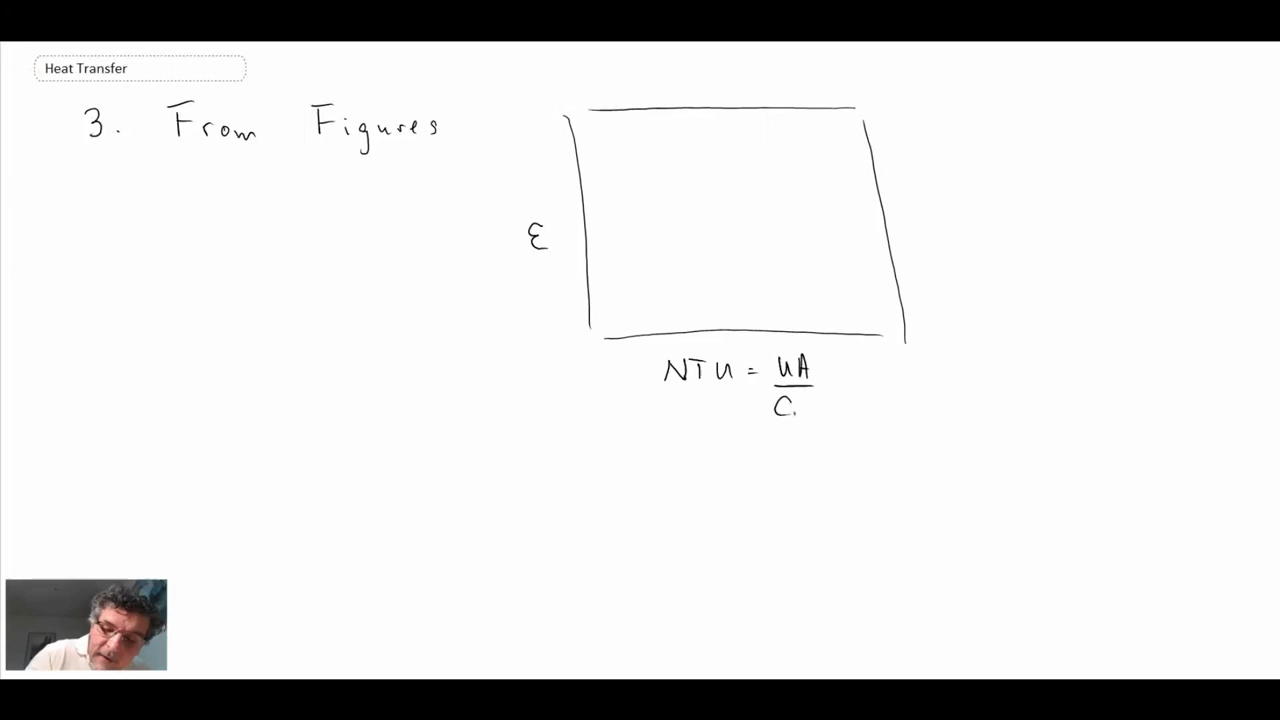 Heat Transfer
3. From Figures
ε
NTU = UA
C.